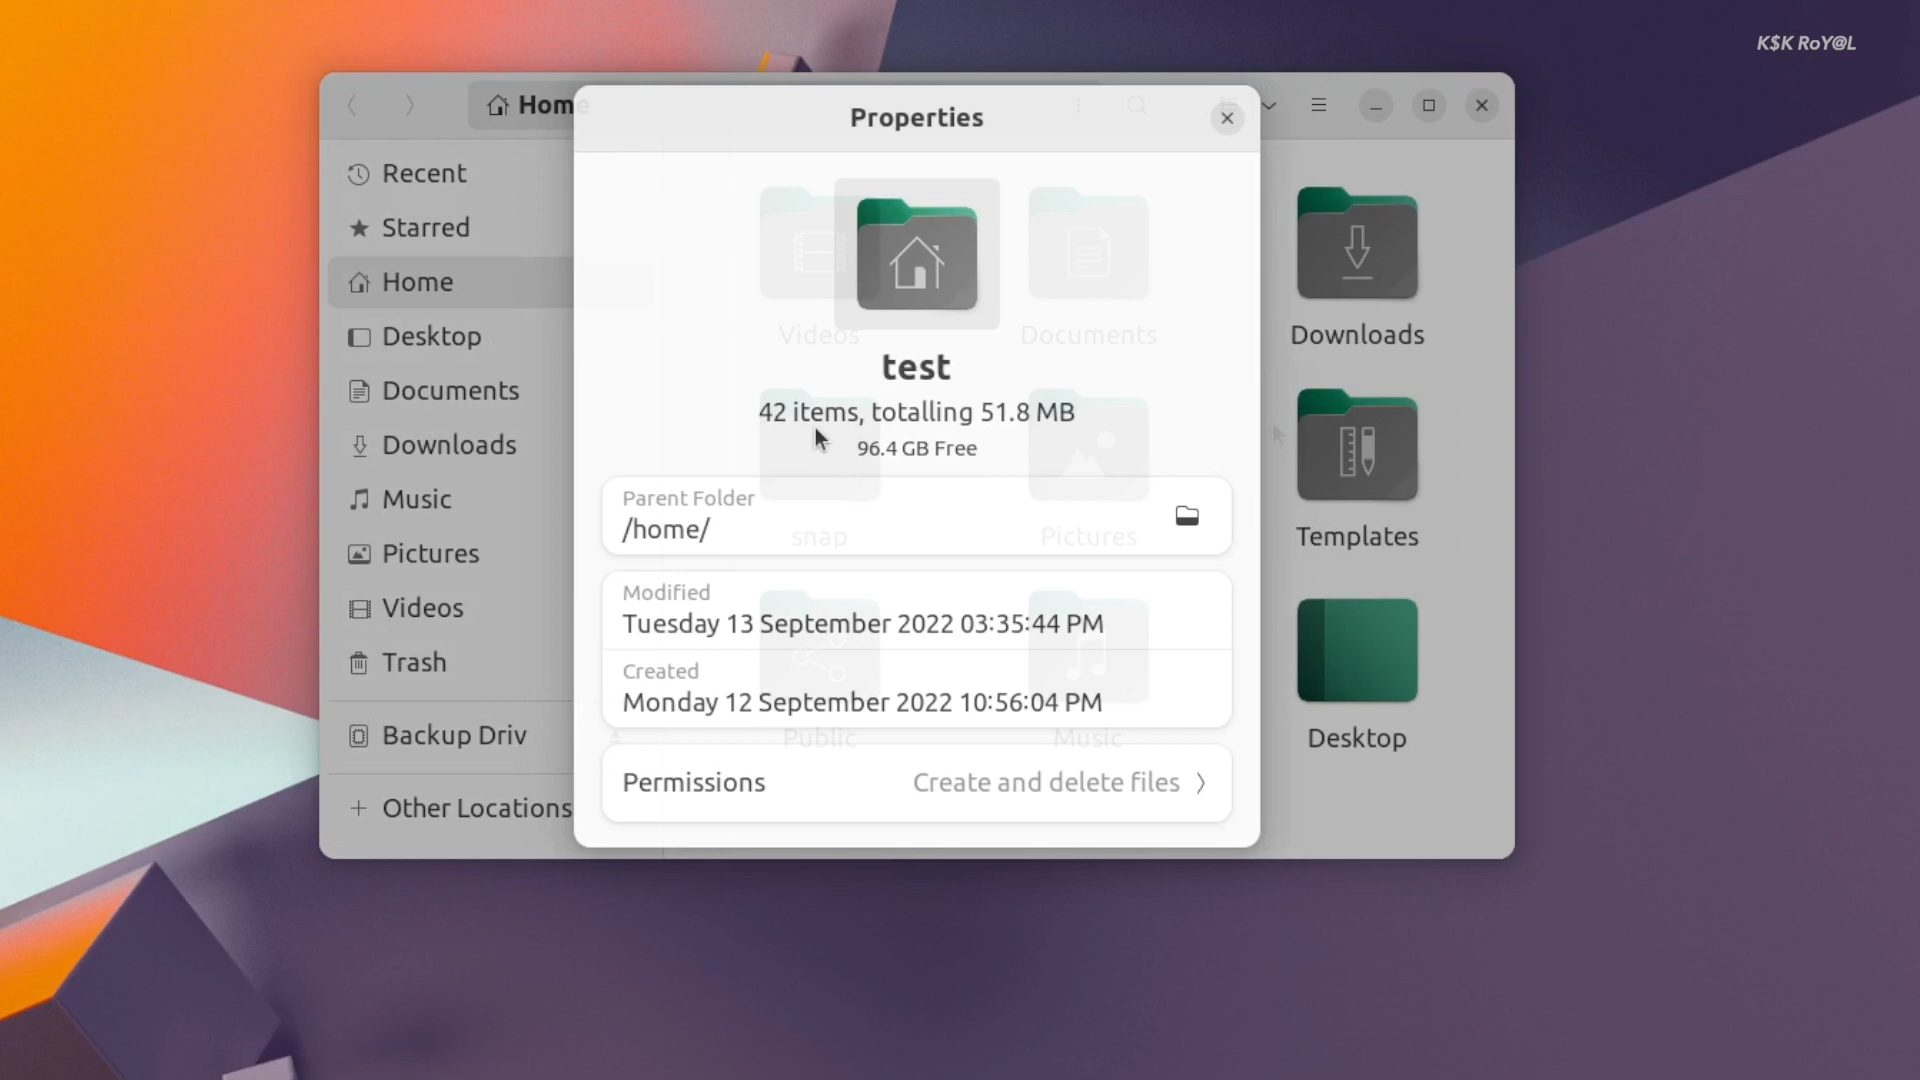 K$K RoY@L
Home
Properties
Recent
Starred
Home
Desktop
Documents
Downloads
Music
Pictures
Videos
Trash
Backup Driv
Other Locations
Videos
Documents
Downloads
test
42 items, totalling 51.8 MB
96.4 GB Free
Parent Folder
/home/
snap
Pictures
Templates
Modified
Tuesday 13 September 2022 03:35:44 PM
Created
Monday 12 September 2022 10:56:04 PM
Public
Music
Desktop
Permissions
Create and delete files